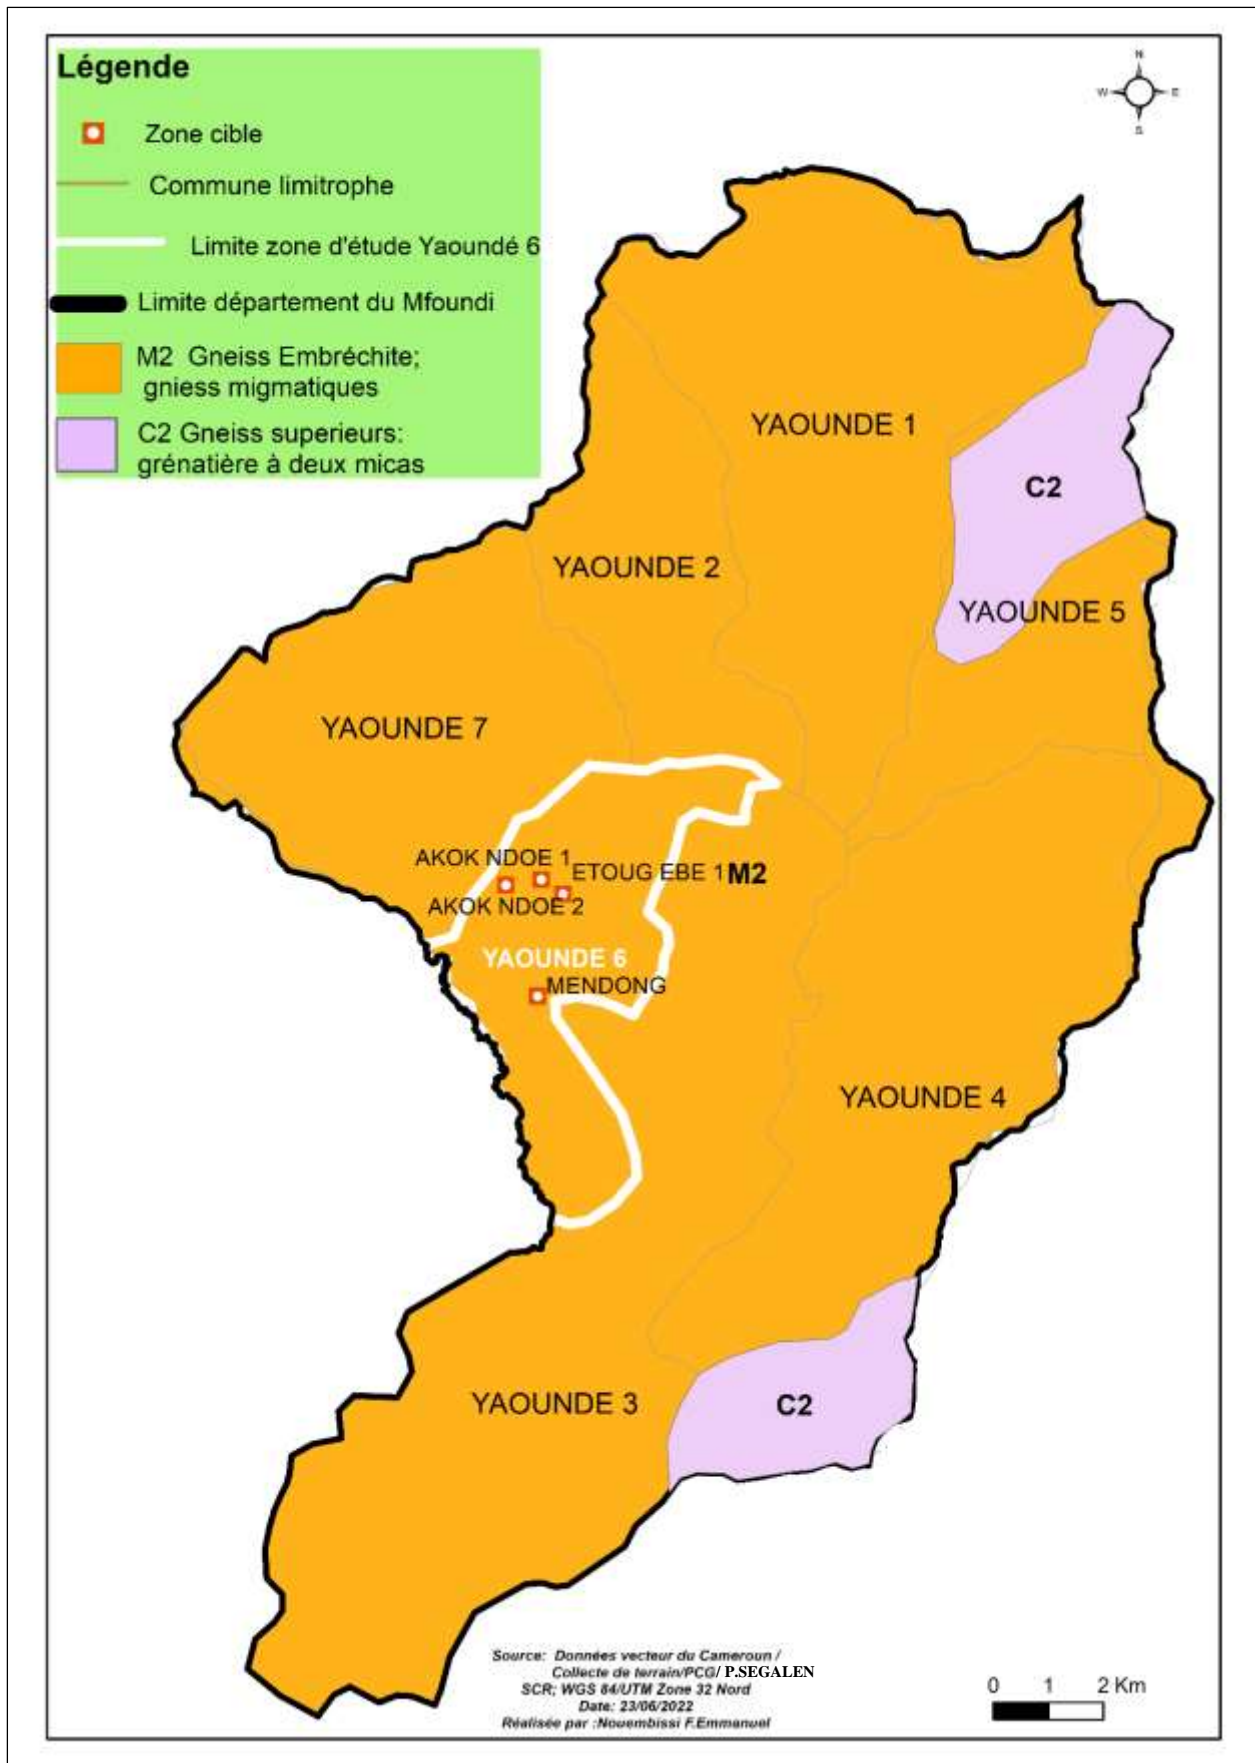 Légende
Zone cible
Commune limitrophe
Limite zone d'étude Yaoundé 6
Limite département du Mfoundi
M2 Gneiss Embréchite;
gniess migmatiques
C2 Gneiss superieurs:
grénatière à deux micas
N
W E
S
YAOUNDE 1
C2
YAOUNDE 2
YAOUNDE 5
YAOUNDE 7
AKOK NDOE 1
ETOUG EBE 1 M2
AKOK NDOE 2
YAOUNDE 6
MENDONG
YAOUNDE 4
YAOUNDE 3
C2
Source: Données vecteur du Cameroun /
Collecte de terrain/PCG/ P.SEGALEN
SCR; WGS 84/UTM Zone 32 Nord
Date: 23/06/2022
Réalisée par :Nouembissi F.Emmanuel
0 1 2 Km